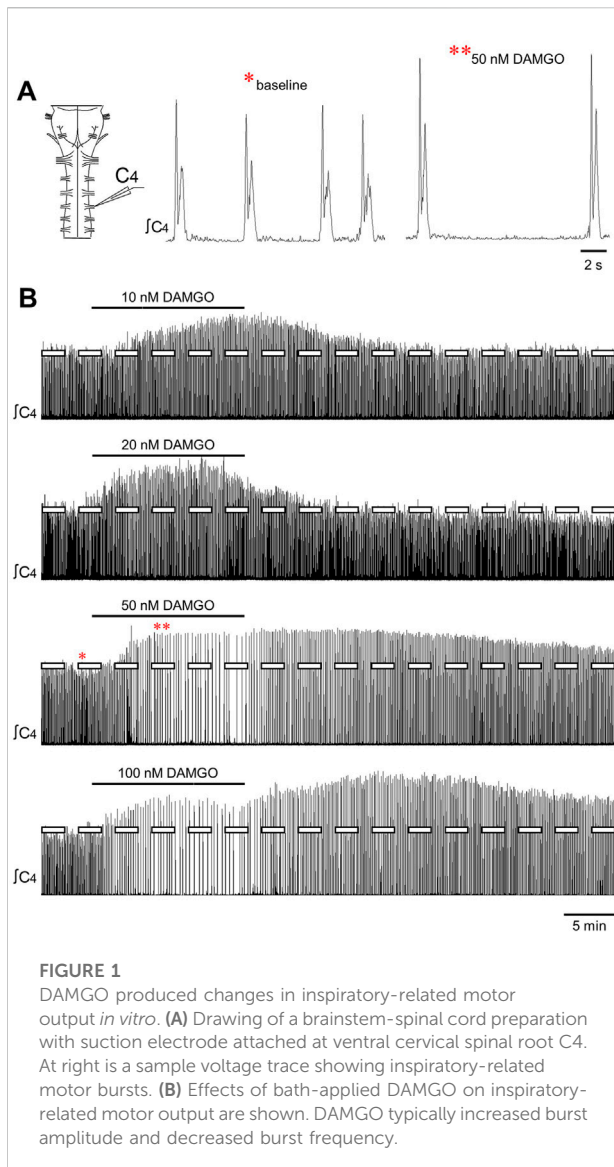 A
*baseline
**50 nM DAMGO
C4
∫C4
2 s
B
10 nM DAMGO
∫C4
20 nM DAMGO
∫C4
50 nM DAMGO
*
**
∫C4
100 nM DAMGO
∫C4
5 min
FIGURE 1
DAMGO produced changes in inspiratory-related motor
output in vitro. (A) Drawing of a brainstem-spinal cord preparation
with suction electrode attached at ventral cervical spinal root C4.
At right is a sample voltage trace showing inspiratory-related
motor bursts. (B) Effects of bath-applied DAMGO on inspiratory-
related motor output are shown. DAMGO typically increased burst
amplitude and decreased burst frequency.